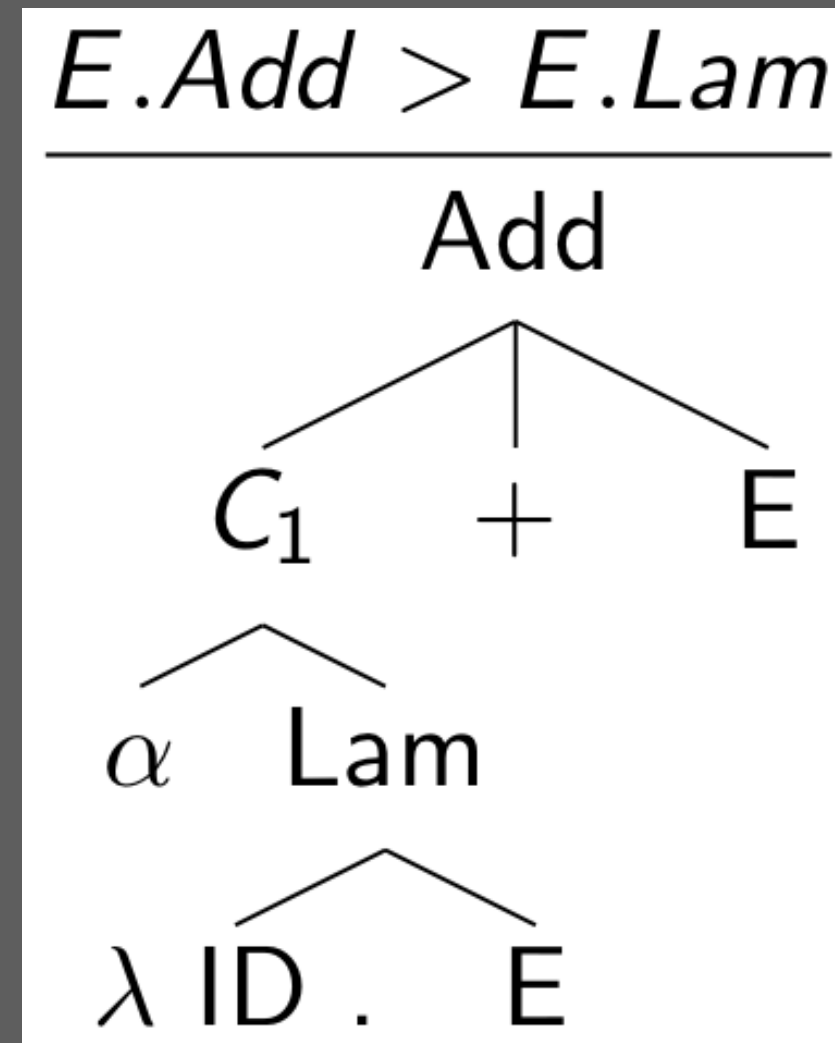 E.Add > E.Lam
Add
C₁ + E
α Lam
λ ID . E